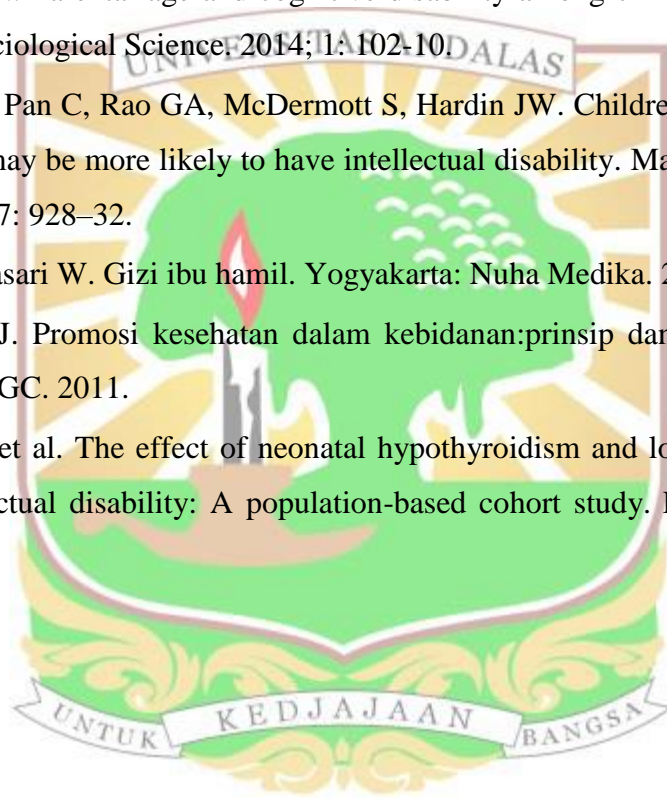 ciological Science. 2014; 1: 102-10.
UNIVERSITAS ANDALAS
Pan C, Rao GA, McDermott S, Hardin JW. Childre
may be more likely to have intellectual disability. Ma
7: 928–32.
asari W. Gizi ibu hamil. Yogyakarta: Nuha Medika. 2
J. Promosi kesehatan dalam kebidanan:prinsip dan
GC. 2011.
et al. The effect of neonatal hypothyroidism and lo
ctual disability: A population-based cohort study.
UNTUK KEDJAJAAN BANGSA